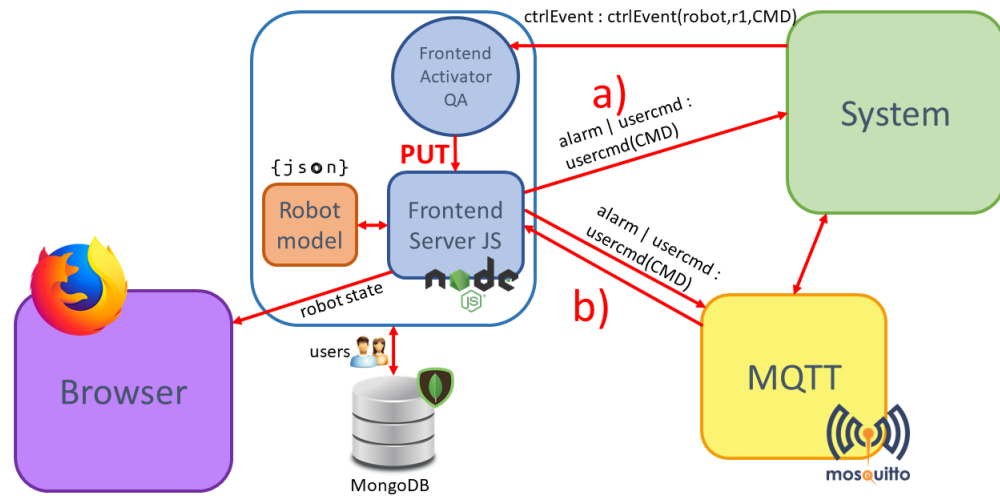 ctrlEvent : ctrlEvent(robot,r1,CMD)
Frontend
Activator
QA
a)
alarm | usercmd :
usercmd(CMD)
System
PUT
{json}
Robot
model
Frontend
Server JS
node
JS
alarm | usercmd :
usercmd(CMD)
b)
robot state
users
Browser
MQTT
mosquitto
MongoDB